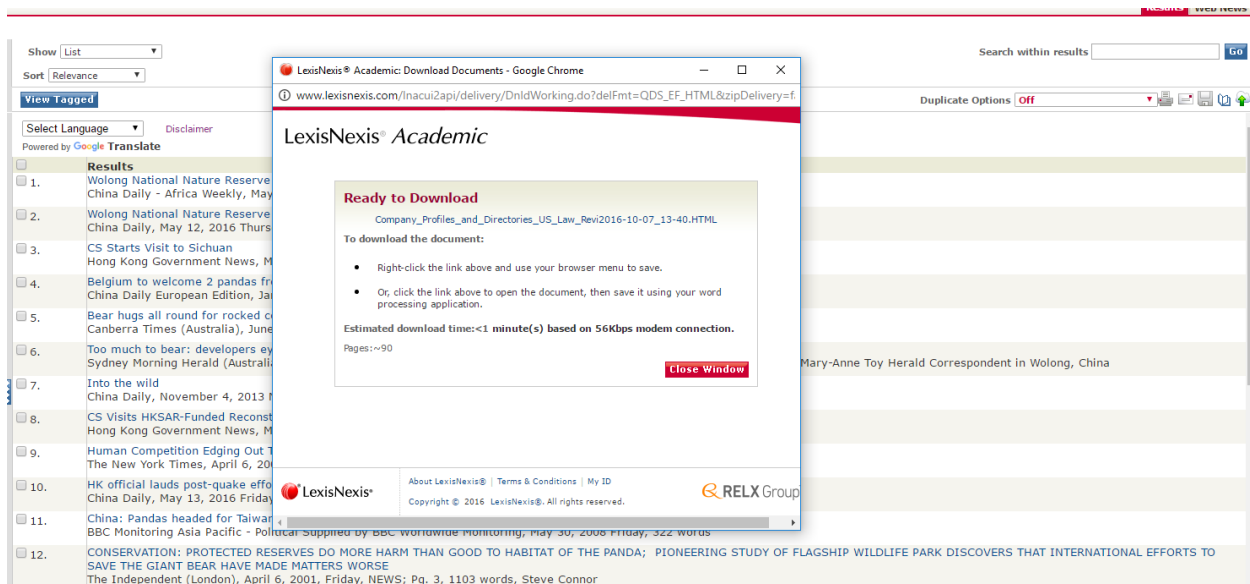 Results Web News
Show List
Search within results Go
Sort Relevance
View Tagged
Duplicate Options Off
Select Language Disclaimer
Powered by Google Translate
Results
1. Wolong National Nature Reserve
China Daily - Africa Weekly, May
2. Wolong National Nature Reserve
China Daily, May 12, 2016 Thurs
3. CS Starts Visit to Sichuan
Hong Kong Government News, M
4. Belgium to welcome 2 pandas fr
China Daily European Edition, Ja
5. Bear hugs all round for rocked c
Canberra Times (Australia), June
6. Too much to bear: developers ey
Sydney Morning Herald (Austral
Mary-Anne Toy Herald Correspondent in Wolong, China
7. Into the wild
China Daily, November 4, 2013
8. CS Visits HKSAR-Funded Reconst
Hong Kong Government News, M
9. Human Competition Edging Out T
The New York Times, April 6, 20
10. HK official lauds post-quake effo
China Daily, May 13, 2016 Friday
11. China: Pandas headed for Taiwan
BBC Monitoring Asia Pacific - Political Supplied by BBC Worldwide Monitoring, May 30, 2008 Friday, 322 words
12. CONSERVATION: PROTECTED RESERVES DO MORE HARM THAN GOOD TO HABITAT OF THE PANDA; PIONEERING STUDY OF FLAGSHIP WILDLIFE PARK DISCOVERS THAT INTERNATIONAL EFFORTS TO
SAVE THE GIANT BEAR HAVE MADE MATTERS WORSE
The Independent (London), April 6, 2001, Friday, NEWS; Pg. 3, 1103 words, Steve Connor
LexisNexis® Academic: Download Documents - Google Chrome
www.lexisnexis.com/lnacui2api/delivery/DnldWorking.do?delFmt=QDS_EF_HTML&zipDelivery=f
LexisNexis® Academic
Ready to Download
Company_Profiles_and_Directories_US_Law_Revi2016-10-07_13-40.HTML
To download the document:
• Right-click the link above and use your browser menu to save.
• Or, click the link above to open the document, then save it using your word
processing application.
Estimated download time:<1 minute(s) based on 56Kbps modem connection.
Pages:~90
Close Window
LexisNexis®
About LexisNexis® | Terms & Conditions | My ID
Copyright © 2016 LexisNexis®. All rights reserved.
RELX Group